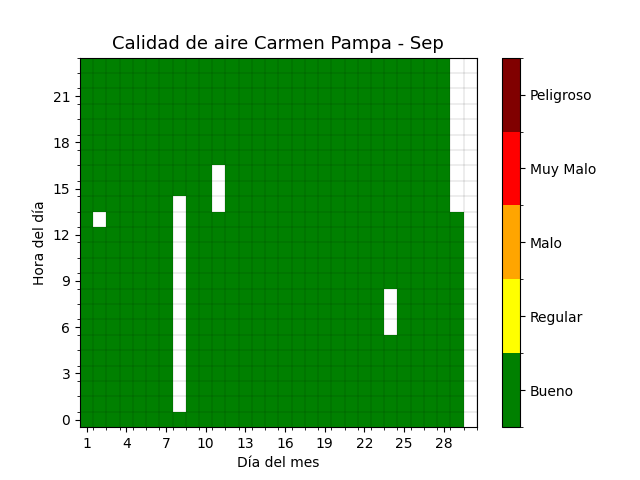 Calidad de aire Carmen Pampa - Sep
Hora del día
21
18
15
12
9
6
3
0
1 4 7 10 13 16 19 22 25 28
Día del mes
Peligroso
Muy Malo
Malo
Regular
Bueno